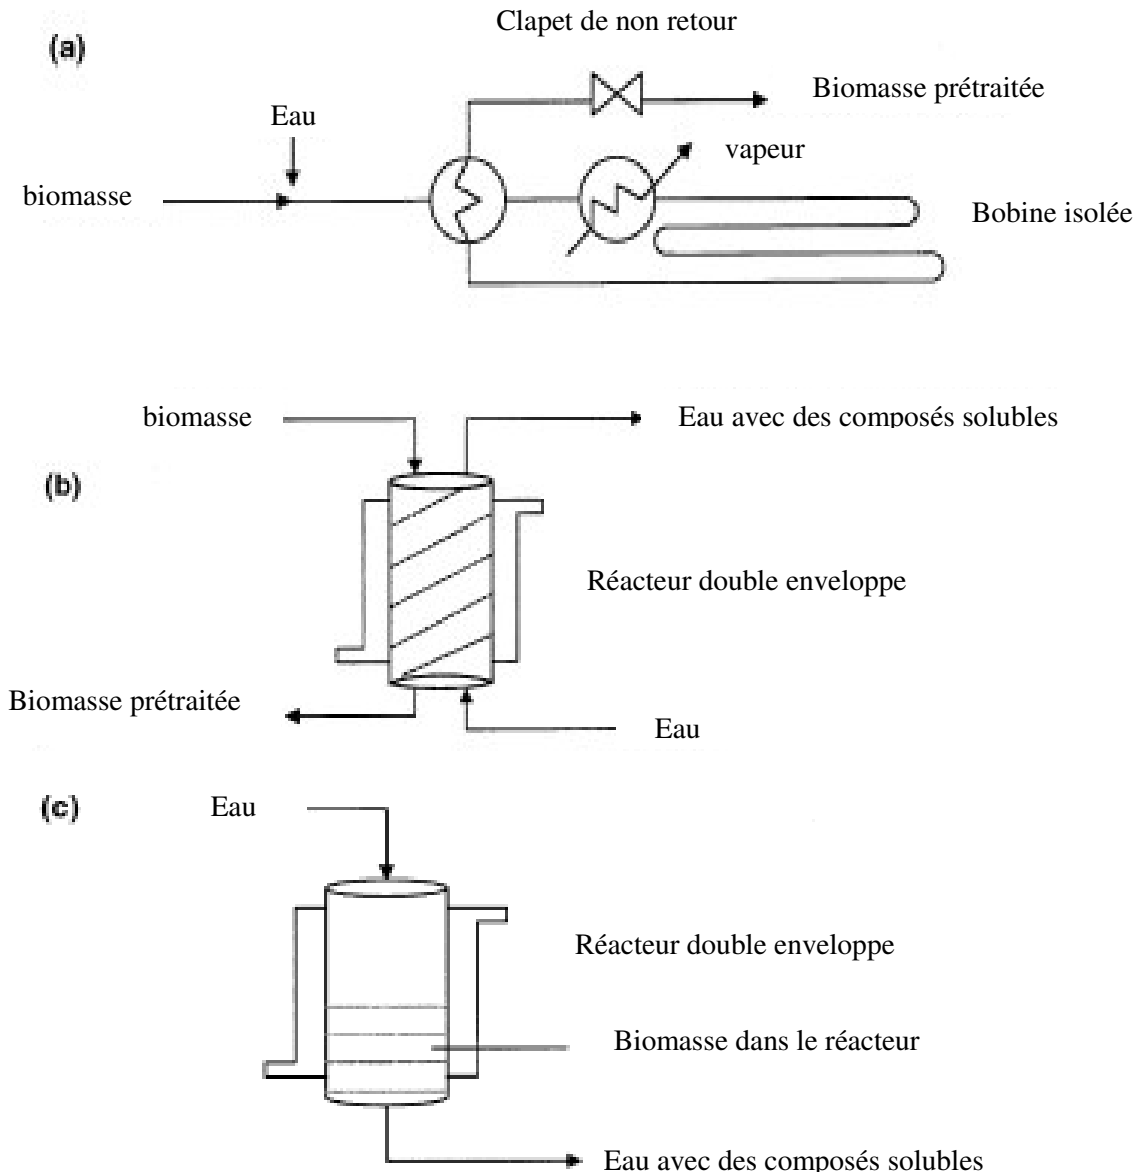 (a)
Clapet de non retour
Biomasse prétraitée
Eau
vapeur
biomasse
Bobine isolée
biomasse
Eau avec des composés solubles
(b)
Réacteur double enveloppe
Biomasse prétraitée
Eau
(c)
Eau
Réacteur double enveloppe
Biomasse dans le réacteur
Eau avec des composés solubles